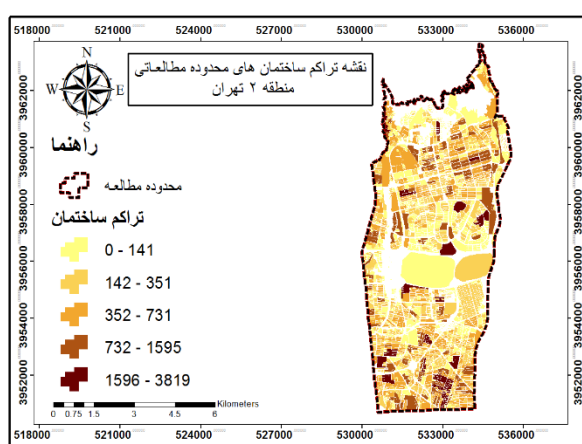 518000 521000 524000 527000 530000 533000 536000
نقشه تراکم ساختمان های محدوده مطالعاتی
منطقه ۲ تهران
N
W E
S
راهنما
محدوده مطالعه
تراکم ساختمان
0 - 141
142 - 351
352 - 731
732 - 1595
1596 - 3819
Kilometers
0 0.75 1.5 3 4.5 6
3962000
3960000
3958000
3956000
3954000
3952000
3962000
3960000
3958000
3956000
3954000
3952000
518000 521000 524000 527000 530000 533000 536000